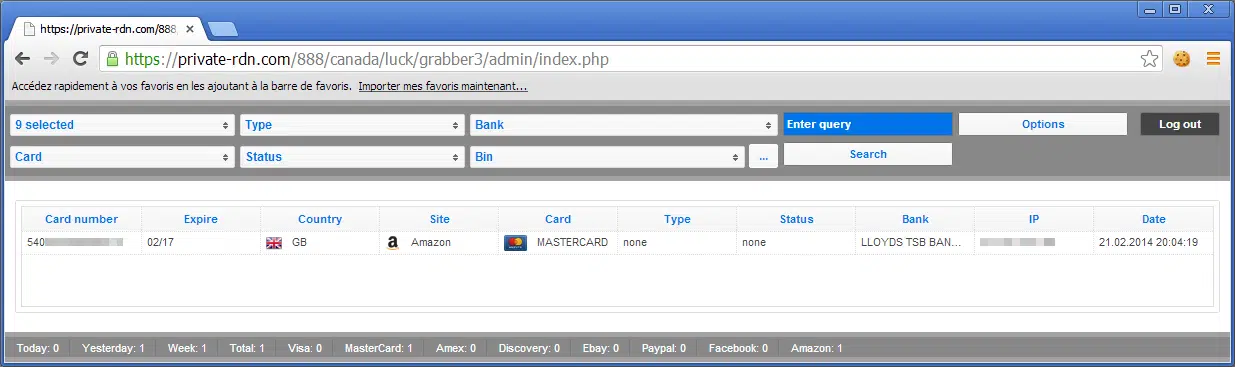 https://private-rdn.com/888,
https://private-rdn.com/888/canada/luck/grabber3/admin/index.php
Accédez rapidement à vos favoris en les ajoutant à la barre de favoris. Importer mes favoris maintenant...
9 selected Type Bank Enter query Options Log out
Card Status Bin ... Search
Card number Expire Country Site Card Type Status Bank IP Date
540 02/17 GB Amazon MASTERCARD none none LLOYDS TSB BAN... 21.02.2014 20:04:19
Today: 0 Yesterday: 1 Week: 1 Total: 1 Visa: 0 MasterCard: 1 Amex: 0 Discovery: 0 Ebay: 0 Paypal: 0 Facebook: 0 Amazon: 1